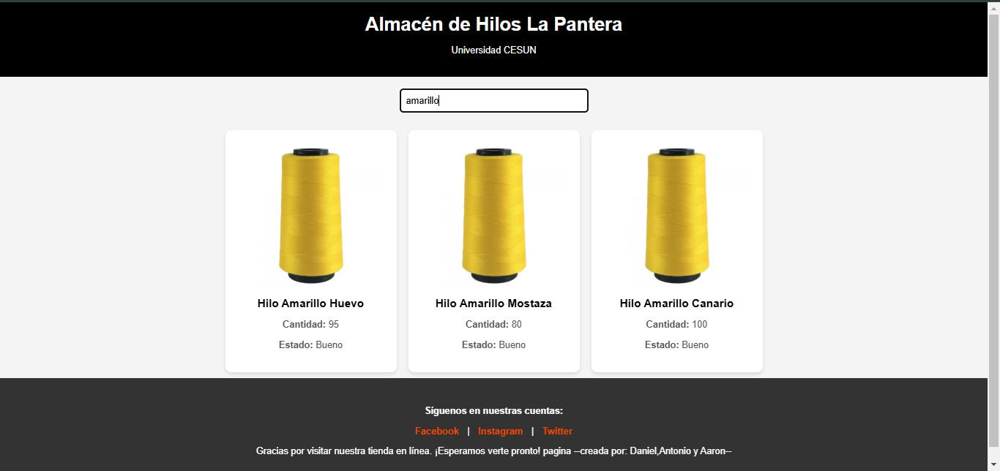 Almacén de Hilos La Pantera
Universidad CESUN
amarillo
Hilo Amarillo Huevo
Cantidad: 95
Estado: Bueno
Hilo Amarillo Mostaza
Cantidad: 80
Estado: Bueno
Hilo Amarillo Canario
Cantidad: 100
Estado: Bueno
Síguenos en nuestras cuentas:
Facebook | Instagram | Twitter
Gracias por visitar nuestra tienda en línea. ¡Esperamos verte pronto! pagina --creada por: Daniel,Antonio y Aaron--